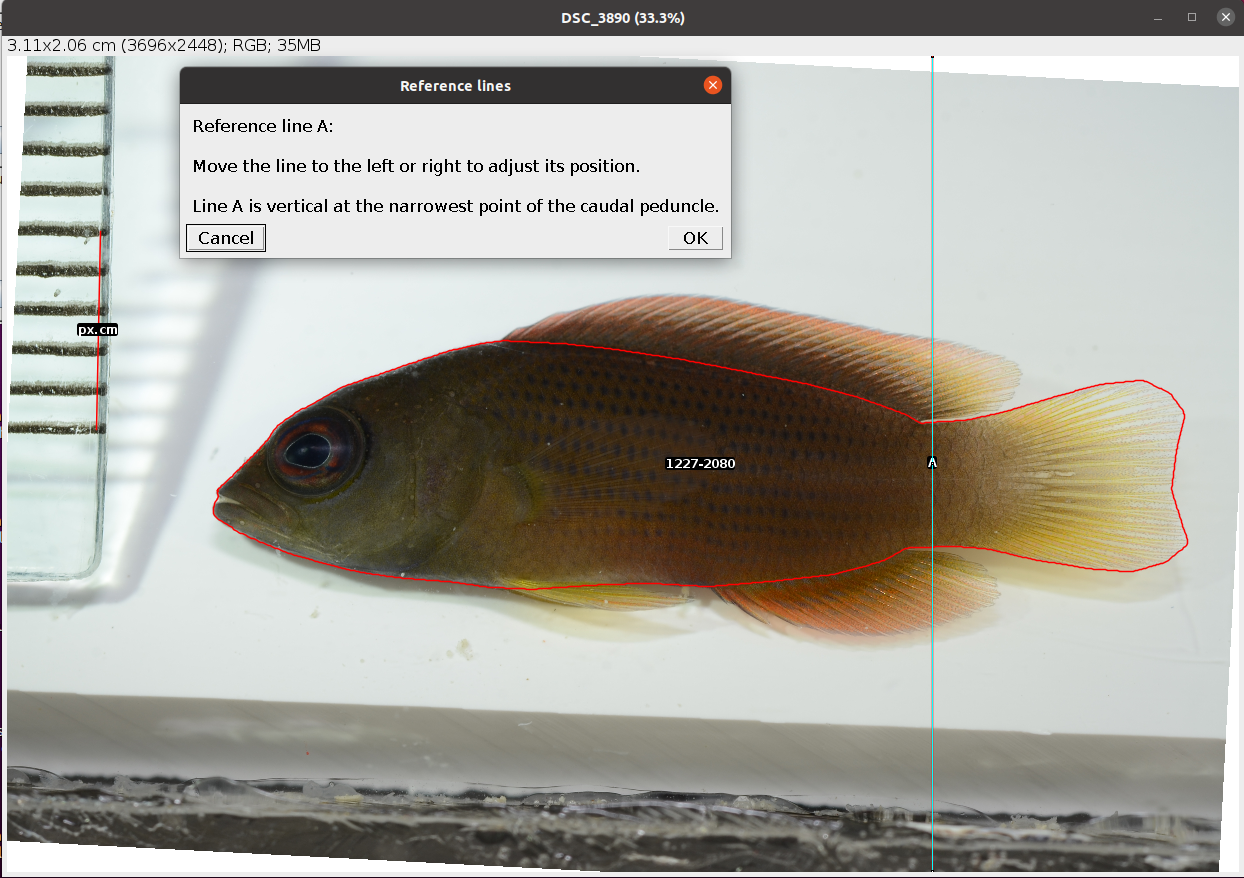 DSC_3890 (33.3%)
3.11x2.06 cm (3696x2448); RGB; 35MB
Reference lines
Reference line A:
Move the line to the left or right to adjust its position.
Line A is vertical at the narrowest point of the caudal peduncle.
Cancel
OK
px.cm
1227-2080
A